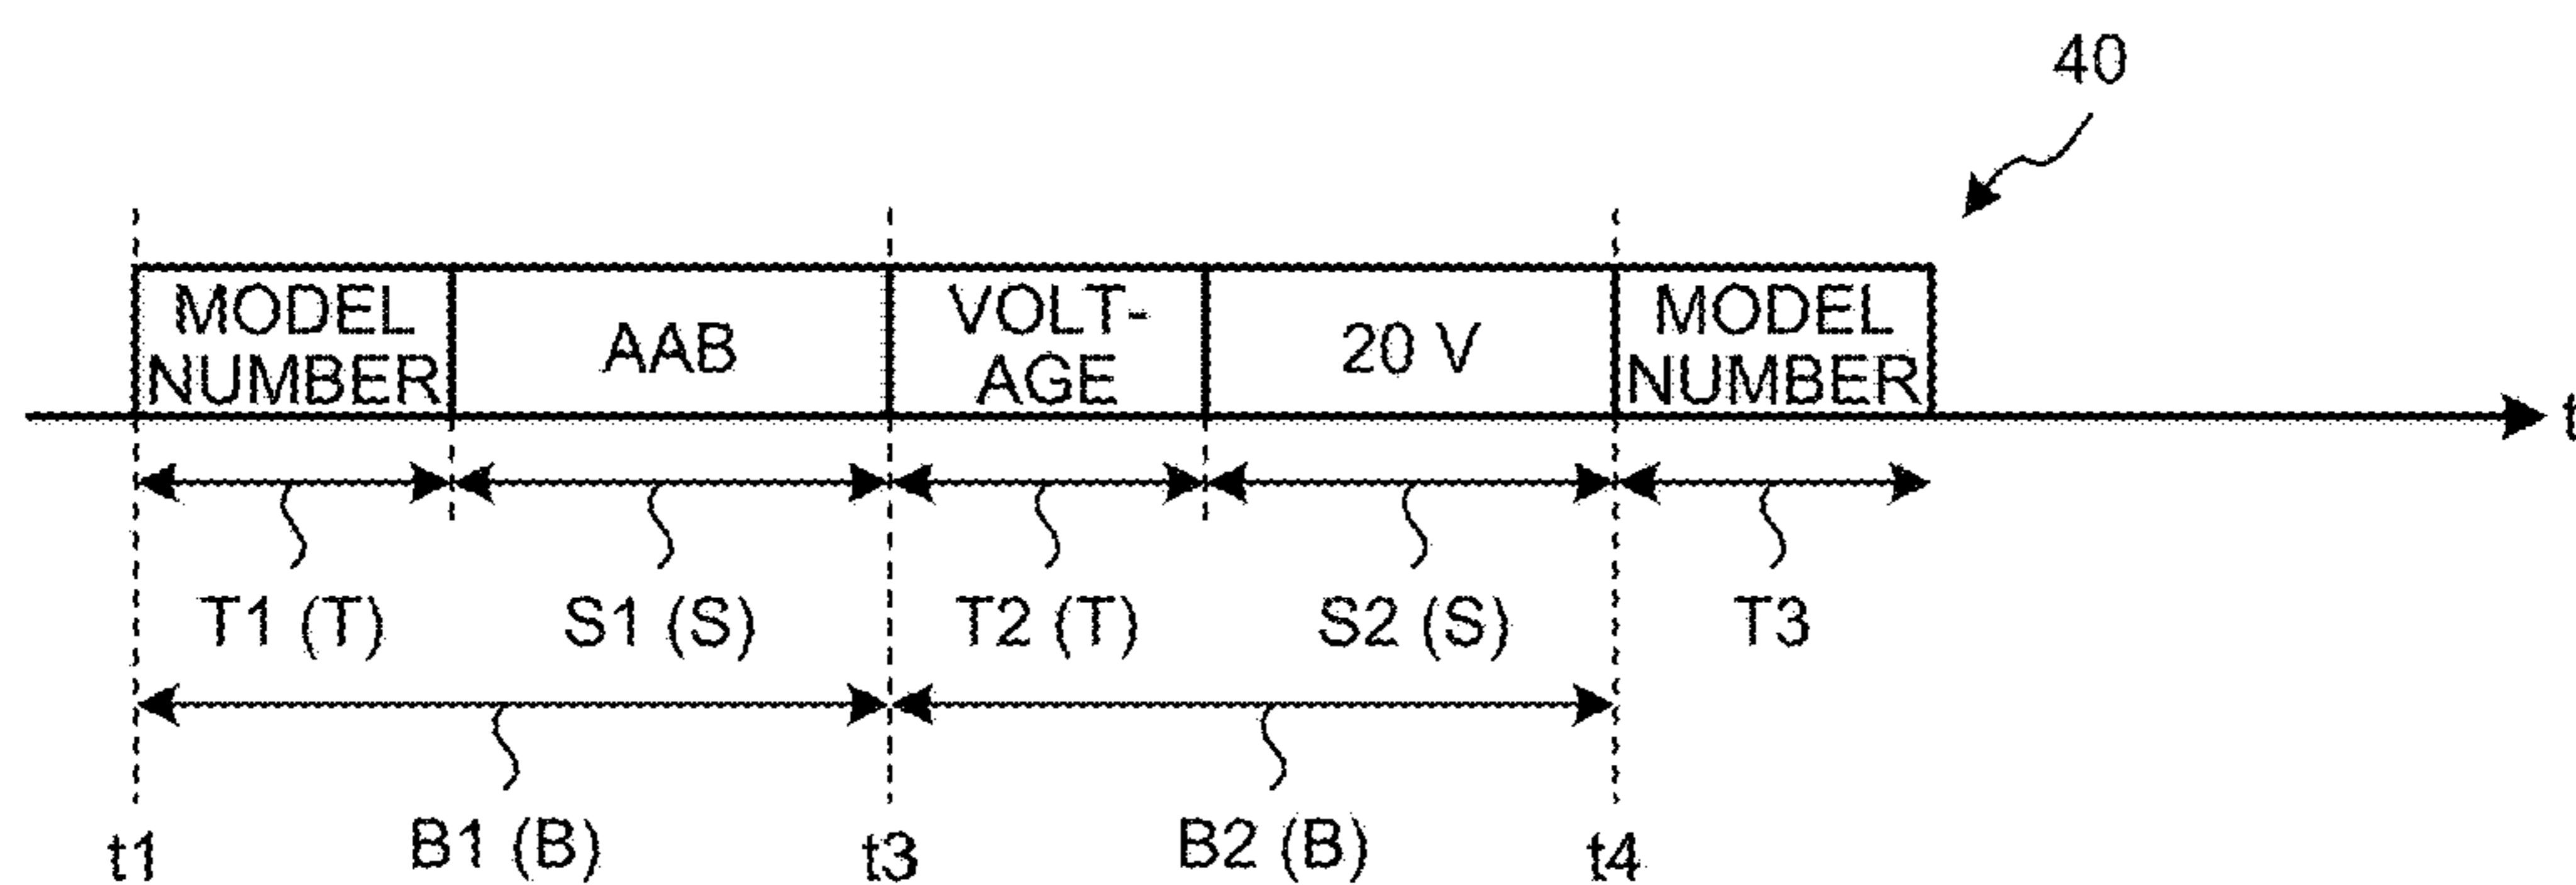 40
MODEL
NUMBER
AAB
VOLT-
AGE
20 V
MODEL
NUMBER
t
T1 (T)
S1 (S)
T2 (T)
S2 (S)
T3
B1 (B)
B2 (B)
t1
t3
t4